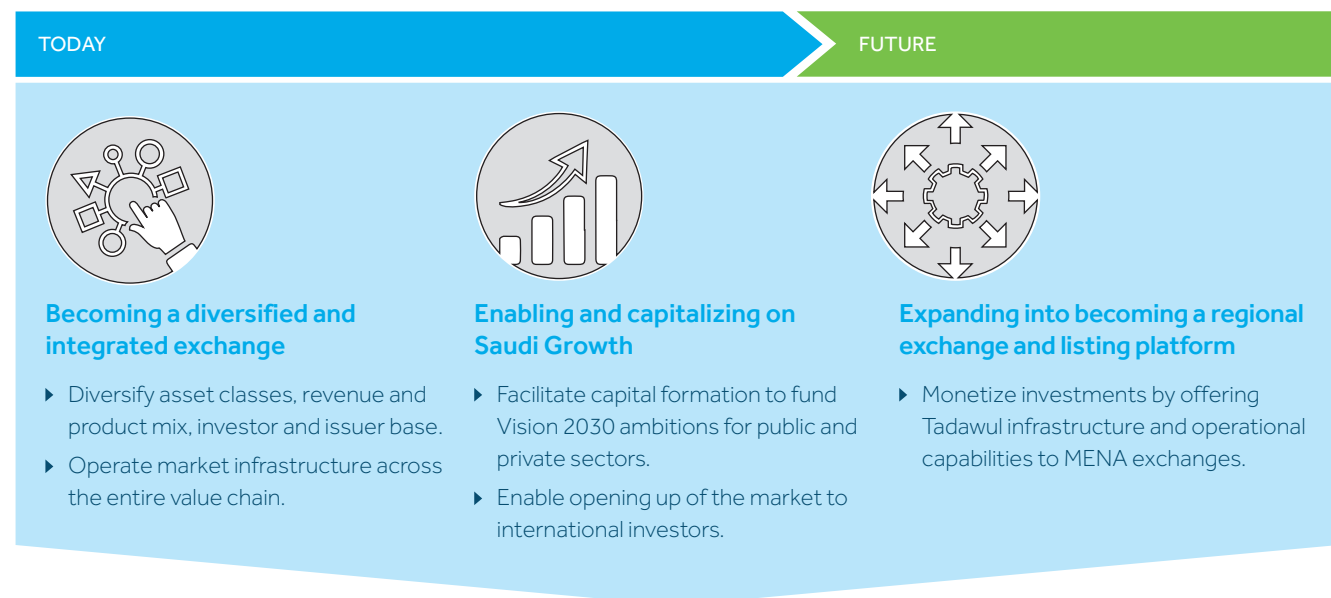 TODAY
FUTURE
Becoming a diversified and
integrated exchange
Diversify asset classes, revenue and
product mix, investor and issuer base.
Operate market infrastructure across
the entire value chain.
Enabling and capitalizing on
Saudi Growth
Facilitate capital formation to fund
Vision 2030 ambitions for public and
private sectors.
Enable opening up of the market to
international investors.
Expanding into becoming a regional
exchange and listing platform
Monetize investments by offering
Tadawul infrastructure and operational
capabilities to MENA exchanges.